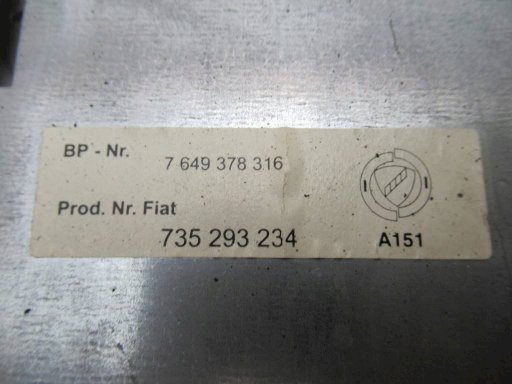 BP - Nr. 7 649 378 316
Prod. Nr. Fiat
735 293 234 A151